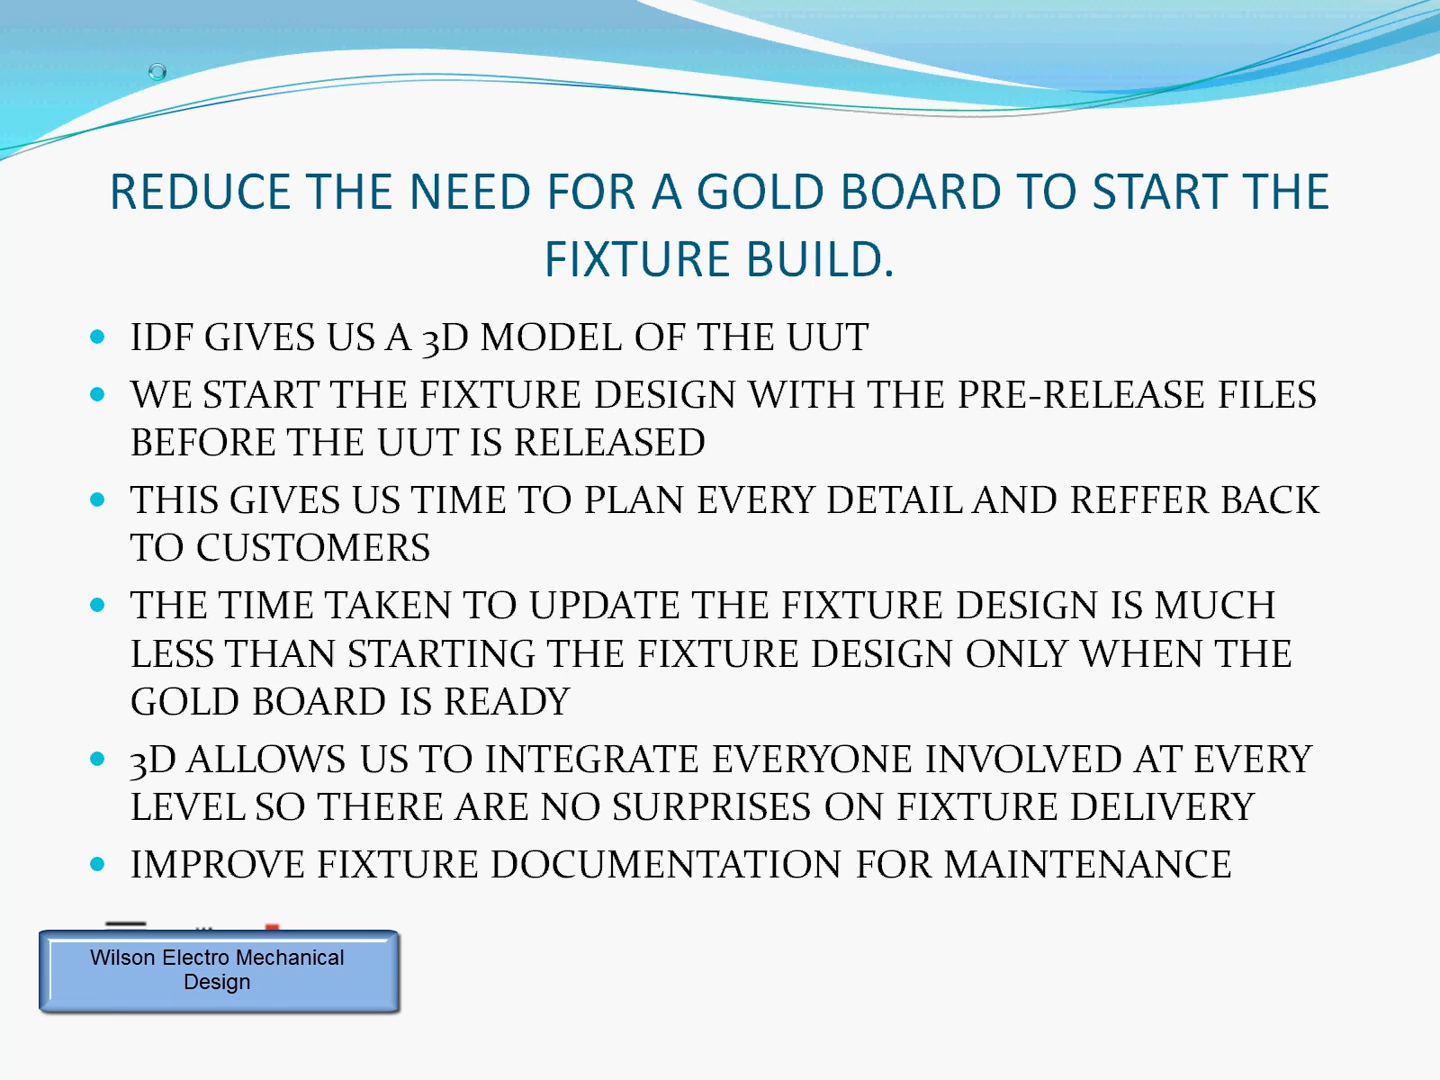 REDUCE THE NEED FOR A GOLD BOARD TO START THE
FIXTURE BUILD.
IDF GIVES US A 3D MODEL OF THE UUT
WE START THE FIXTURE DESIGN WITH THE PRE-RELEASE FILES
BEFORE THE UUT IS RELEASED
THIS GIVES US TIME TO PLAN EVERY DETAIL AND REFFER BACK
TO CUSTOMERS
THE TIME TAKEN TO UPDATE THE FIXTURE DESIGN IS MUCH
LESS THAN STARTING THE FIXTURE DESIGN ONLY WHEN THE
GOLD BOARD IS READY
3D ALLOWS US TO INTEGRATE EVERYONE INVOLVED AT EVERY
LEVEL SO THERE ARE NO SURPRISES ON FIXTURE DELIVERY
IMPROVE FIXTURE DOCUMENTATION FOR MAINTENANCE
Wilson Electro Mechanical
Design